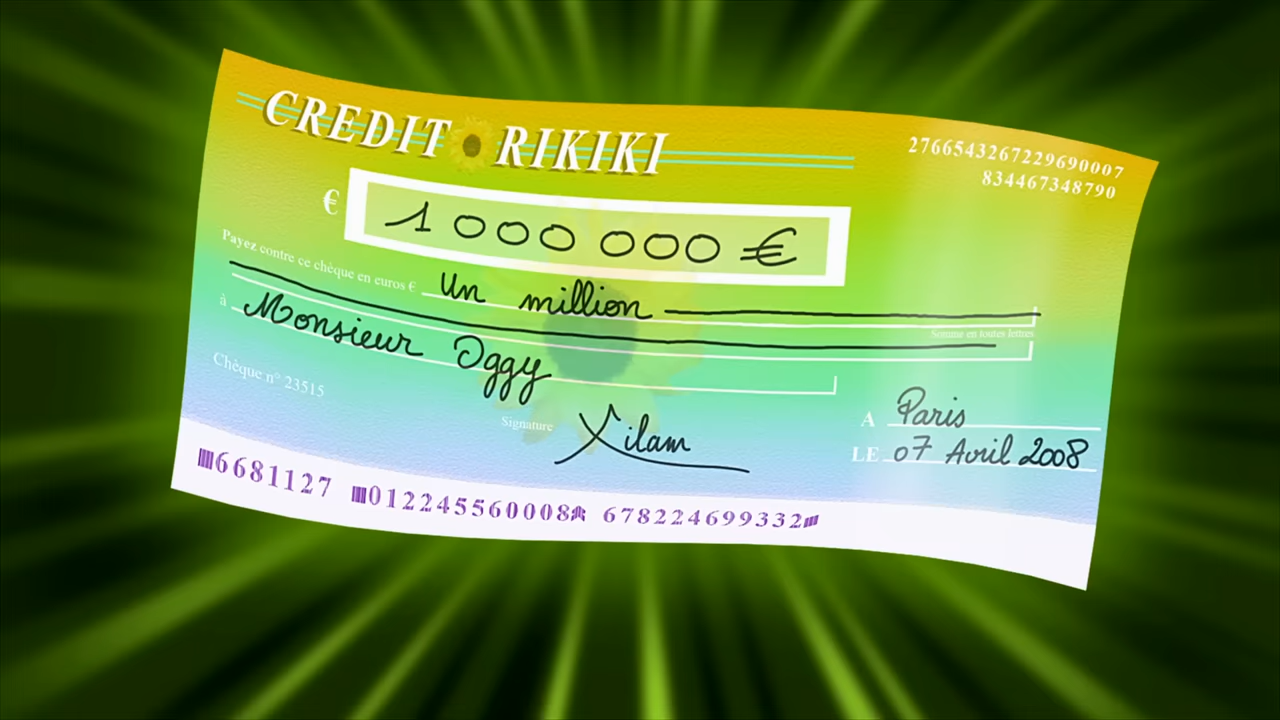 CREDIT RIKIKI
2766543267229690007
834467348790
€ 1 000 000 €
Payez contre ce chèque en euros € Un million
Somme en toutes lettres
à Monsieur Oggy
Chèque n° 23515
Signature Xilam
A Paris
LE 07 Avril 2008
6681127 012245560008 678224699332